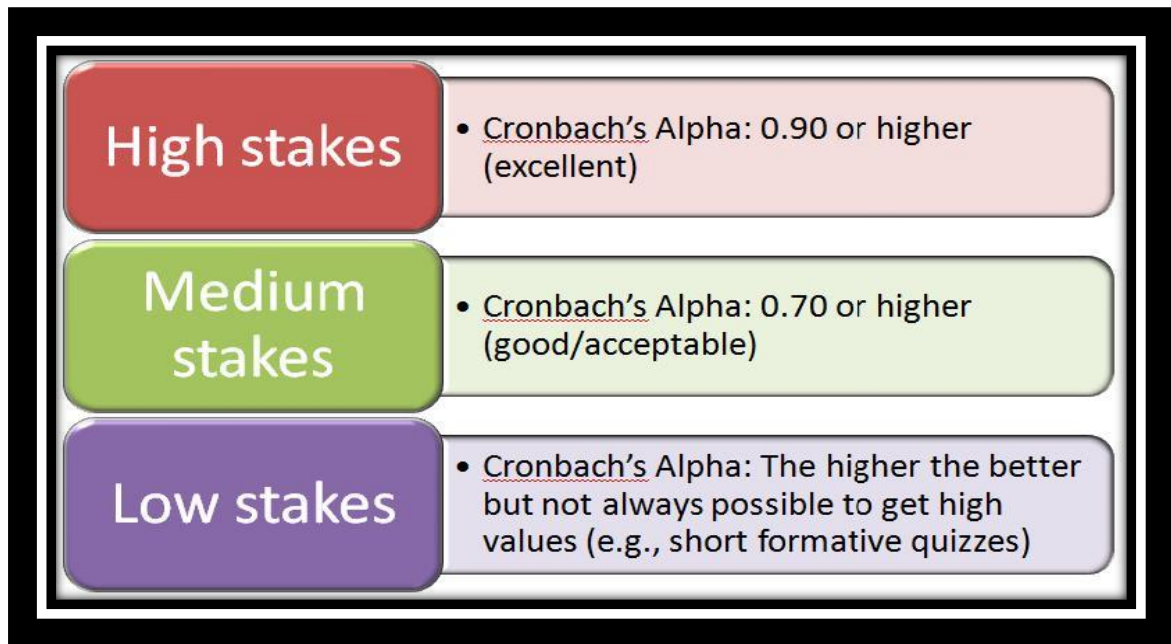 High stakes
• Cronbach’s Alpha: 0.90 or higher
(excellent)
Medium
stakes
• Cronbach’s Alpha: 0.70 or higher
(good/acceptable)
Low stakes
• Cronbach’s Alpha: The higher the better
but not always possible to get high
values (e.g., short formative quizzes)